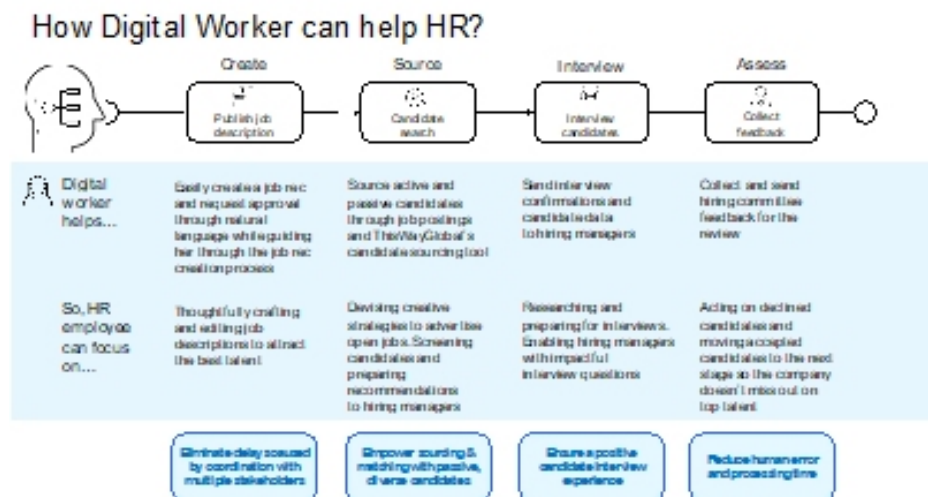 How Digital Worker can help HR?
Create
Source
Interview
Assess
Publish job
description
Candidate
search
Interview
candidates
Collect
feedback
Digital
worker
helps...
Easily create a job rec
and request approval
through natural
language while guiding
her through the job rec
creation process
Source active and
passive candidates
through job postings
and ThisWayGlobal's
candidate sourcing tool
Send interview
confirmations and
candidate data
to hiring managers
Collect and send
hiring committee
feedback for the
review
So, HR
employee
can focus
on...
Thoughtfully crafting
and editing job
descriptions to attract
the best talent
Devising creative
strategies to advertise
open jobs. Screening
candidates and
preparing
recommendations
to hiring managers
Researching and
preparing for interviews.
Enabling hiring managers
with impactful
interview questions
Acting on declined
candidates and
moving accepted
candidates to the next
stage so the company
doesn't miss out on
top talent
Eliminate delays caused
by coordination with
multiple stakeholders
Empower sourcing &
matching with passive,
diverse candidates
Ensure a positive
candidate interview
experience
Reduce human error
and processing time